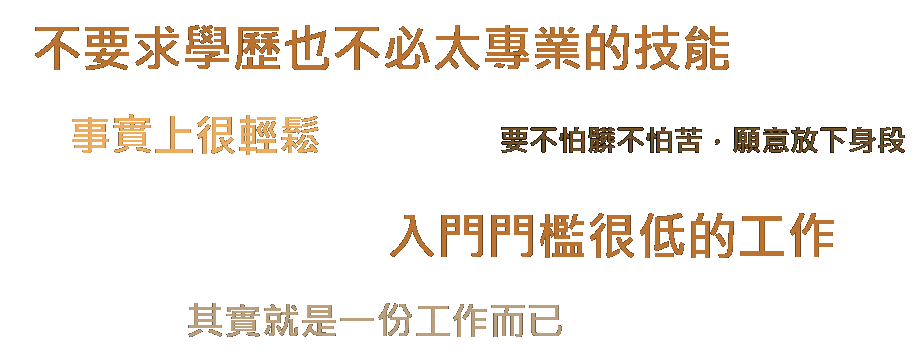 不要求學歷也不必太專業的技能
事實上很輕鬆
要不怕髒不怕苦，願意放下身段
入門門檻很低的工作
其實就是一份工作而已